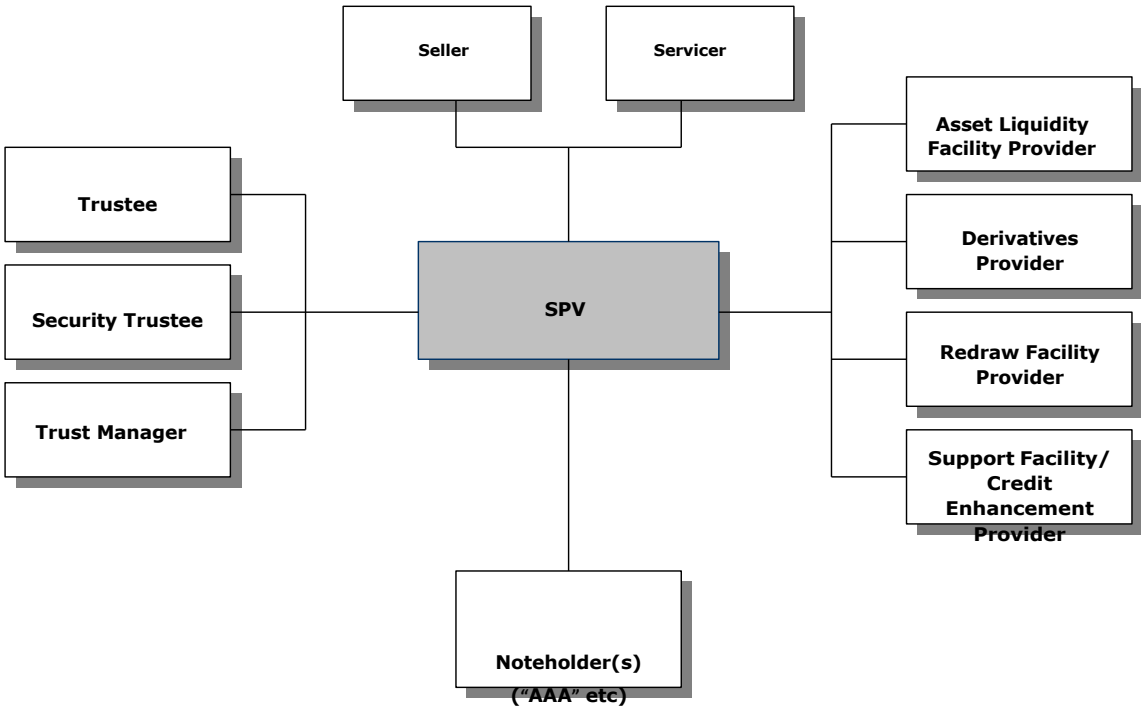 Seller
Servicer
Asset Liquidity
Facility Provider
Trustee
Derivatives
Provider
Security Trustee
SPV
Redraw Facility
Provider
Trust Manager
Support Facility/
Credit
Enhancement
Provider
Noteholder(s)
(“AAA” etc)